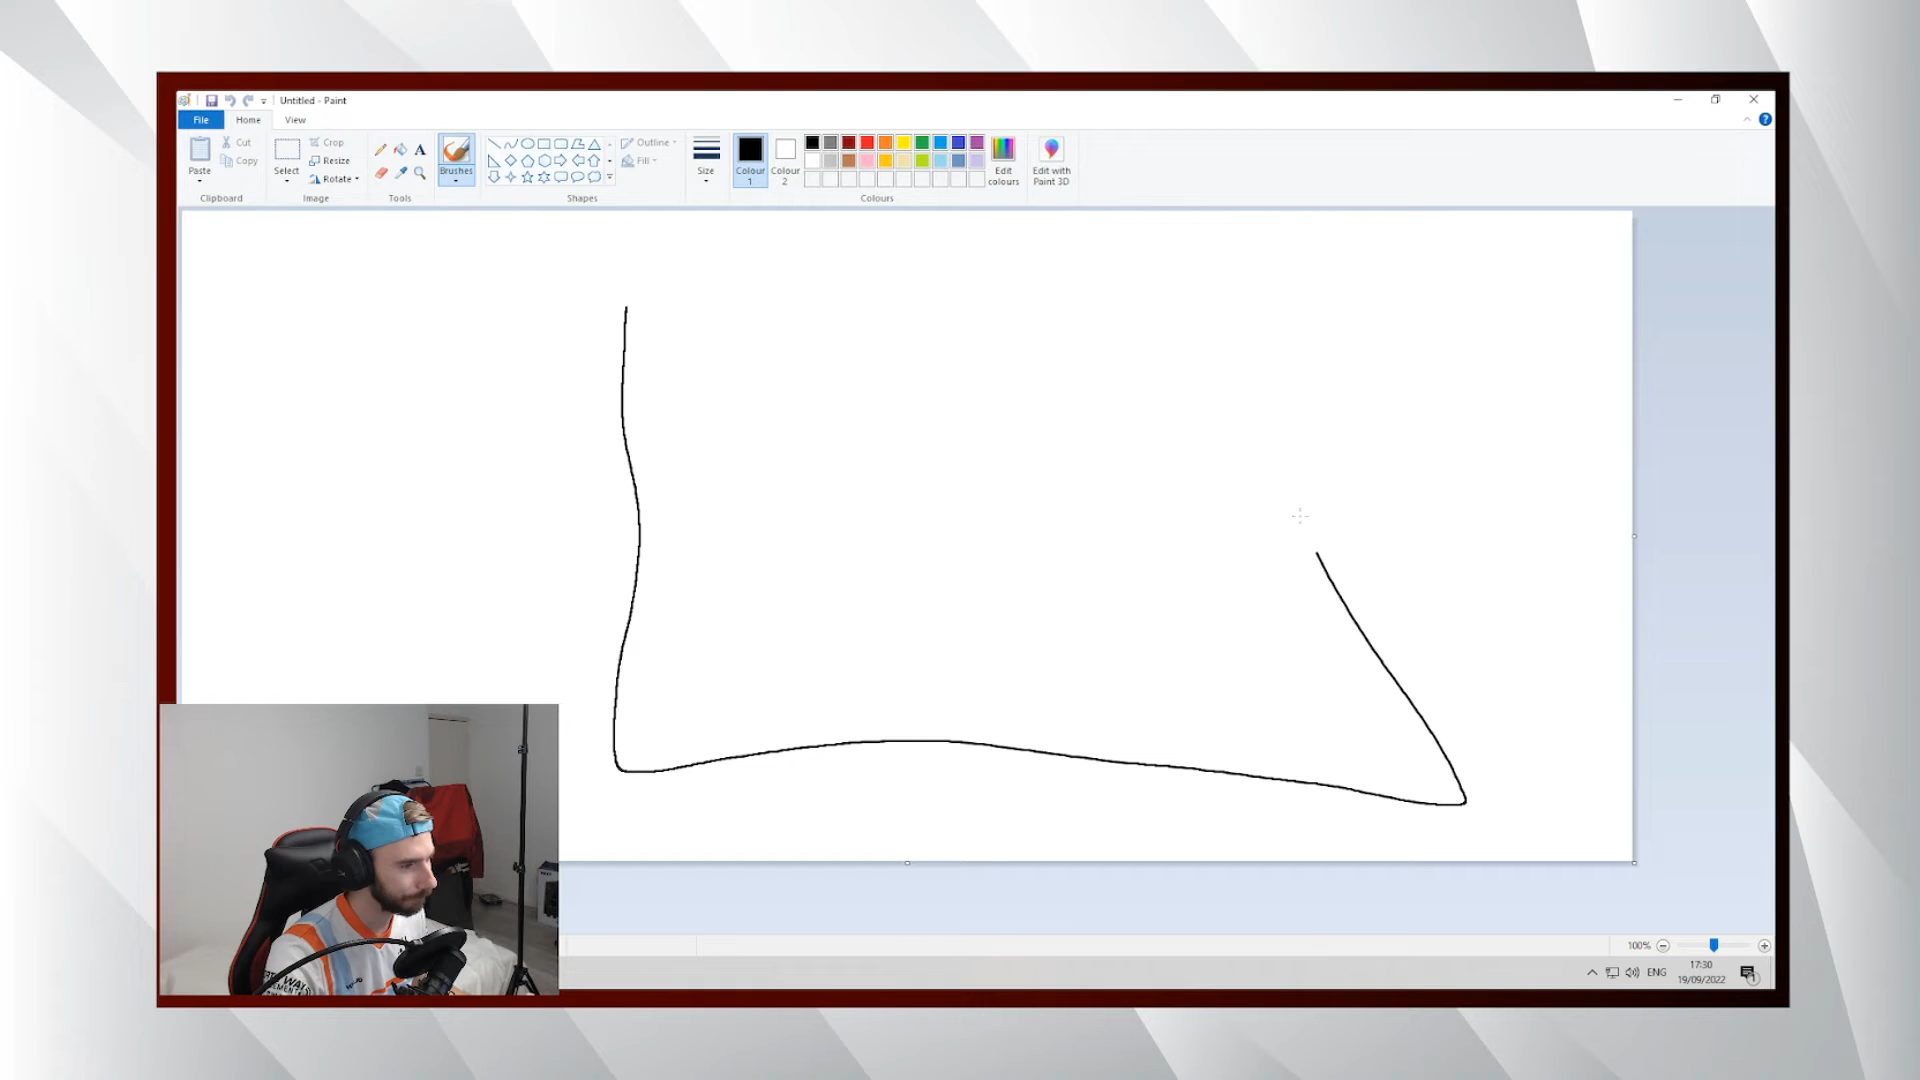 Untitled - Paint
File Home View
Paste
Cut
Copy
Clipboard
Select
Crop
Resize
Rotate
Image
A
Tools
Brushes
Outline
Fill
Shapes
Size
Colour
1
Colour
2
Edit
colours
Colours
Edit with
Paint 3D
100%
ENG
17:30
19/09/2022